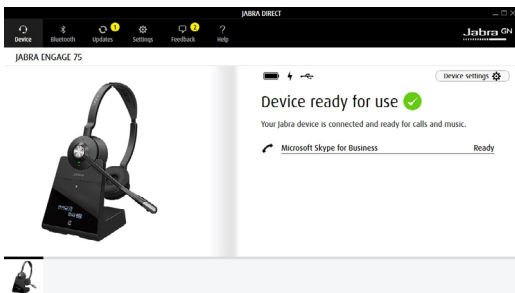 JABRA DIRECT
Device
Bluetooth
1
Updates
Settings
2
Feedback
?
Help
Jabra GN
JABRA ENGAGE 75
Device settings
Device ready for use
Your Jabra device is connected and ready for calls and music.
Microsoft Skype for Business Ready